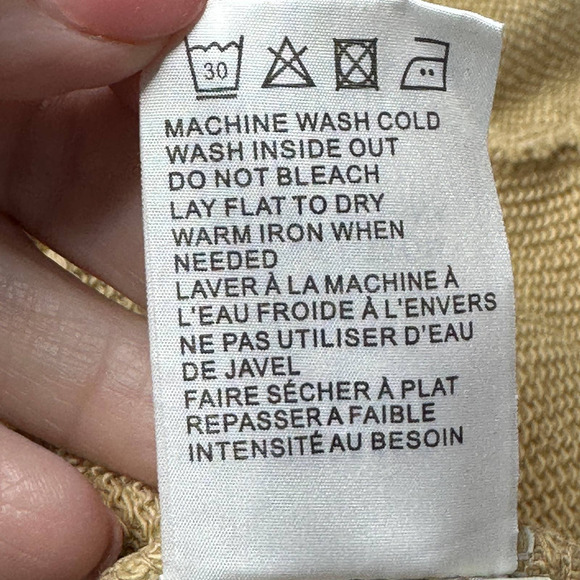 30
MACHINE WASH COLD
WASH INSIDE OUT
DO NOT BLEACH
LAY FLAT TO DRY
WARM IRON WHEN
NEEDED
LAVER À LA MACHINE À
L'EAU FROIDE À L'ENVERS
NE PAS UTILISER D'EAU
DE JAVEL
FAIRE SÉCHER À PLAT
REPASSER A FAIBLE
INTENSITÉ AU BESOIN